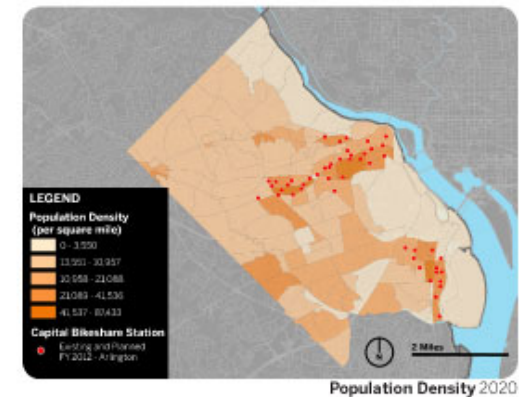 LEGEND
Population Density
(per square mile)
0 - 3,550
13,551 - 10,957
10,958 - 21,088
21,089 - 41,536
41,537 - 87,433
Capital Bikeshare Station
Existing and Planned
FY 2012 - Arlington
N
2 Miles
Population Density 2020